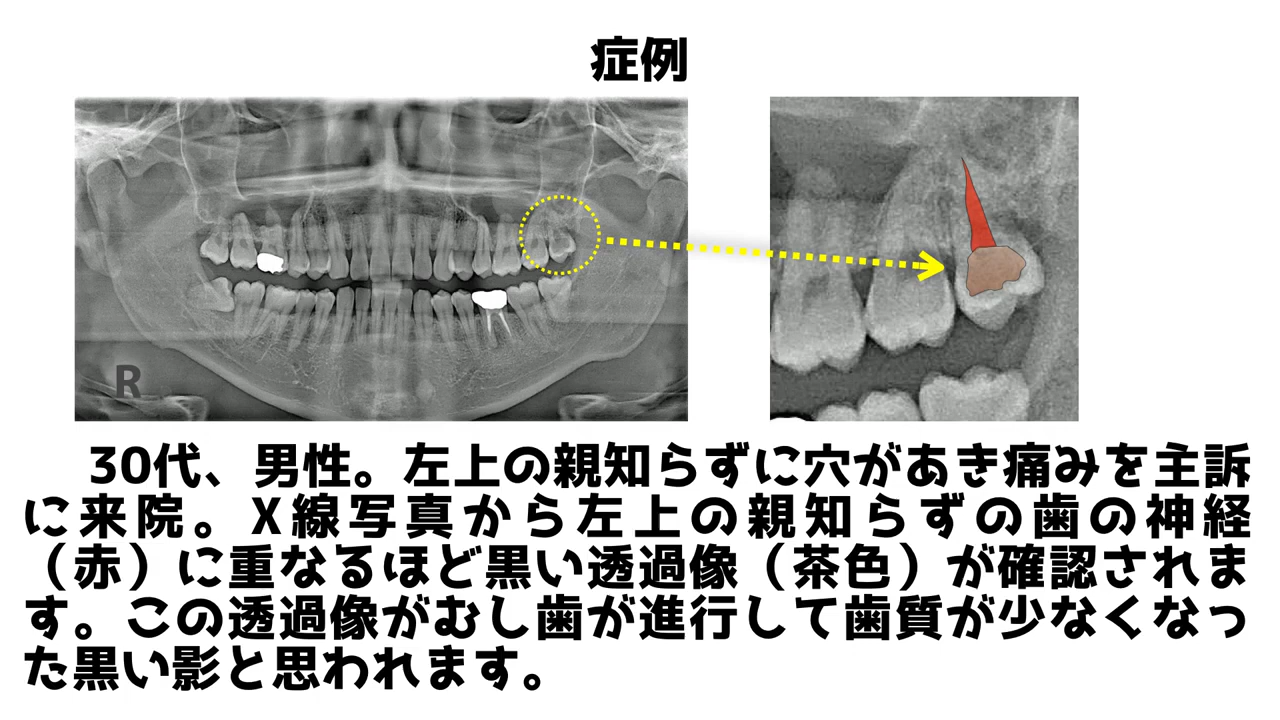 症例
R
30代、男性。左上の親知らずに穴があき痛みを主訴
に来院。X線写真から左上の親知らずの歯の神経
（赤）に重なるほど黒い透過像（茶色）が確認されま
す。この透過像がむし歯が進行して歯質が少なくなっ
た黒い影と思われます。